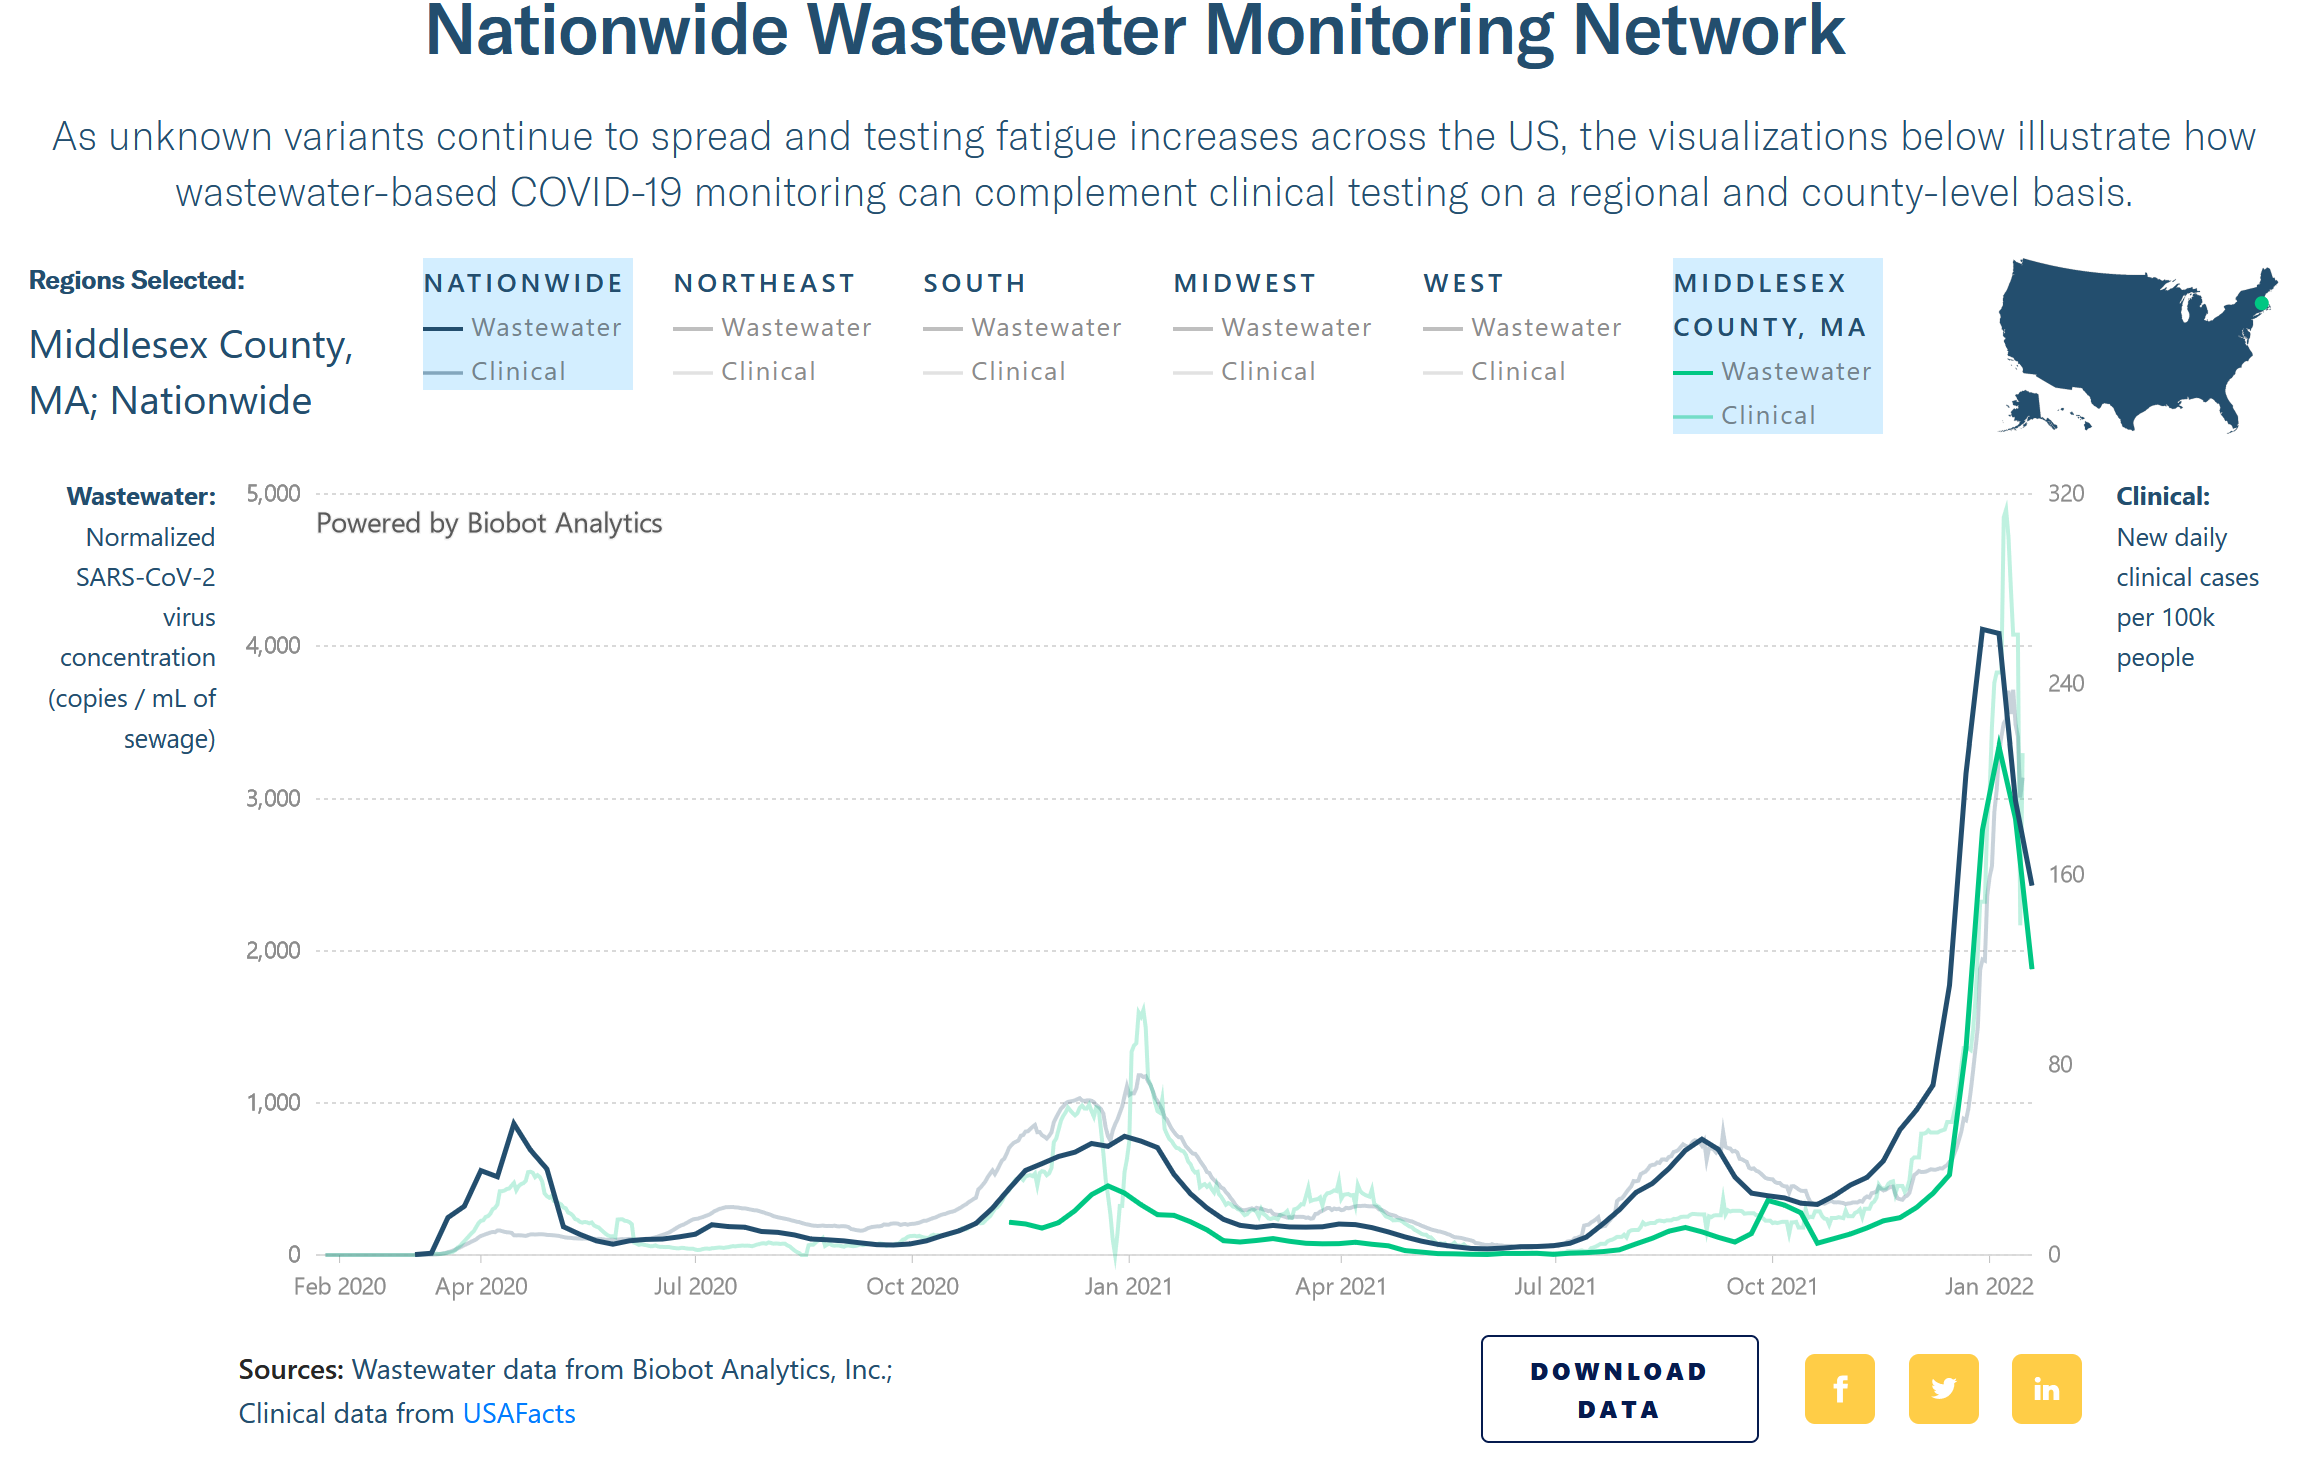 Nationwide Wastewater Monitoring Network
As unknown variants continue to spread and testing fatigue increases across the US, the visualizations below illustrate how
wastewater-based COVID-19 monitoring can complement clinical testing on a regional and county-level basis.
Regions Selected:
Middlesex County,
MA; Nationwide
NATIONWIDE
Wastewater
Clinical
NORTHEAST
Wastewater
Clinical
SOUTH
Wastewater
Clinical
MIDWEST
Wastewater
Clinical
WEST
Wastewater
Clinical
MIDDLESEX
COUNTY, MA
Wastewater
Clinical
Wastewater:
Normalized
SARS-CoV-2
virus
concentration
(copies / mL of
sewage)
5,000
4,000
3,000
2,000
1,000
0
Powered by Biobot Analytics
320
240
160
80
0
Clinical:
New daily
clinical cases
per 100k
people
Feb 2020 Apr 2020 Jul 2020 Oct 2020 Jan 2021 Apr 2021 Jul 2021 Oct 2021 Jan 2022
Sources: Wastewater data from Biobot Analytics, Inc.;
Clinical data from USAFacts
DOWNLOAD
DATA
f
in